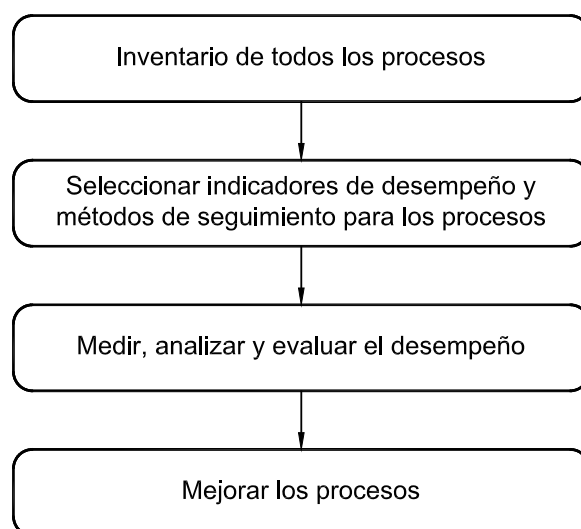 Inventario de todos los procesos
Seleccionar indicadores de desempeño y
métodos de seguimiento para los procesos
Medir, analizar y evaluar el desempeño
Mejorar los procesos